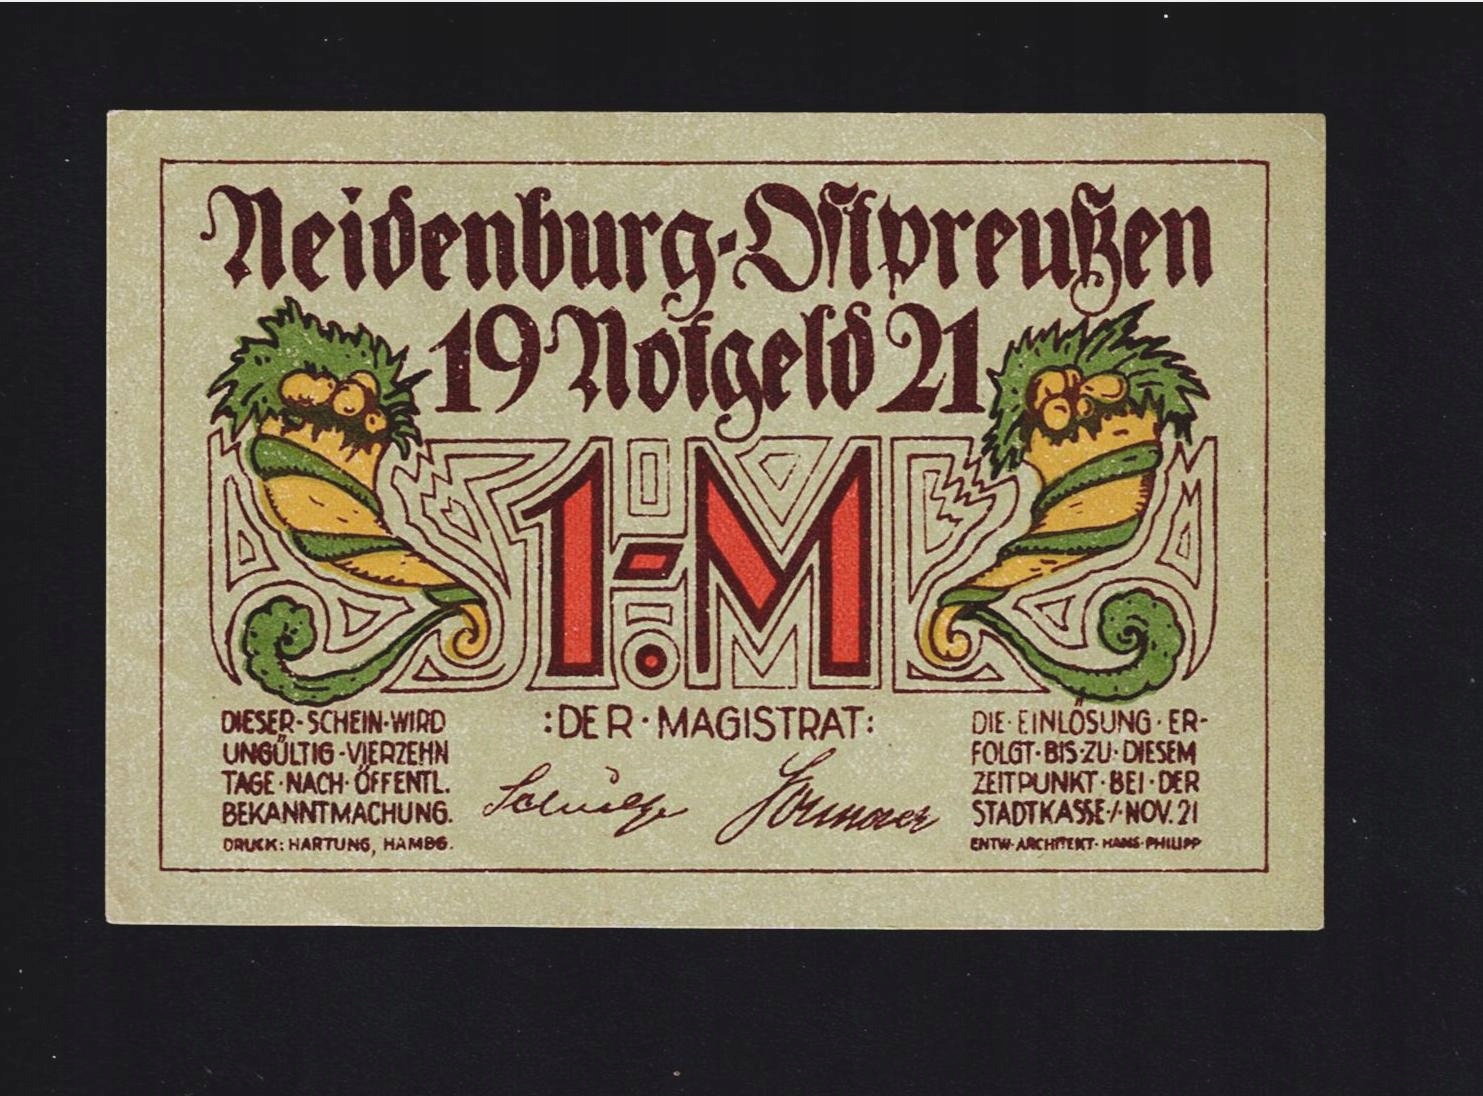 Neidenburg-Ostpreußen
19 Notgeld 21
1-M
DIESER·SCHEIN·WIRD
UNGÜLTIG·VIERZEHN
TAGE·NACH·ÖFFENTL.
BEKANNTMACHUNG.
DRUCK: HARTUNG, HAMBG.
:DER·MAGISTRAT:
DIE·EINLÖSUNG·ER-
FOLGT·BIS·ZU·DIESEM
ZEITPUNKT·BEI·DER
STADTKASSE·/·NOV. 21
ENTW·ARCHITEKT·HANS·PHILIPP